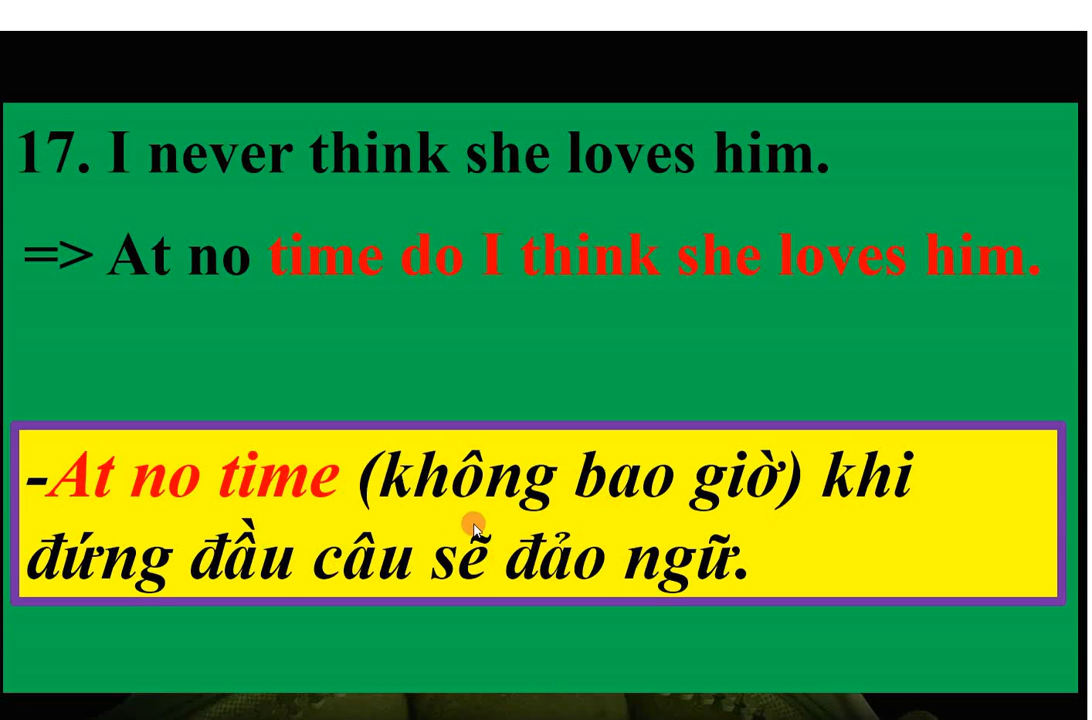 17. I never think she loves him.
=> At no time do I think she loves him.
-At no time (không bao giờ) khi
đứng đầu câu sẽ đảo ngữ.